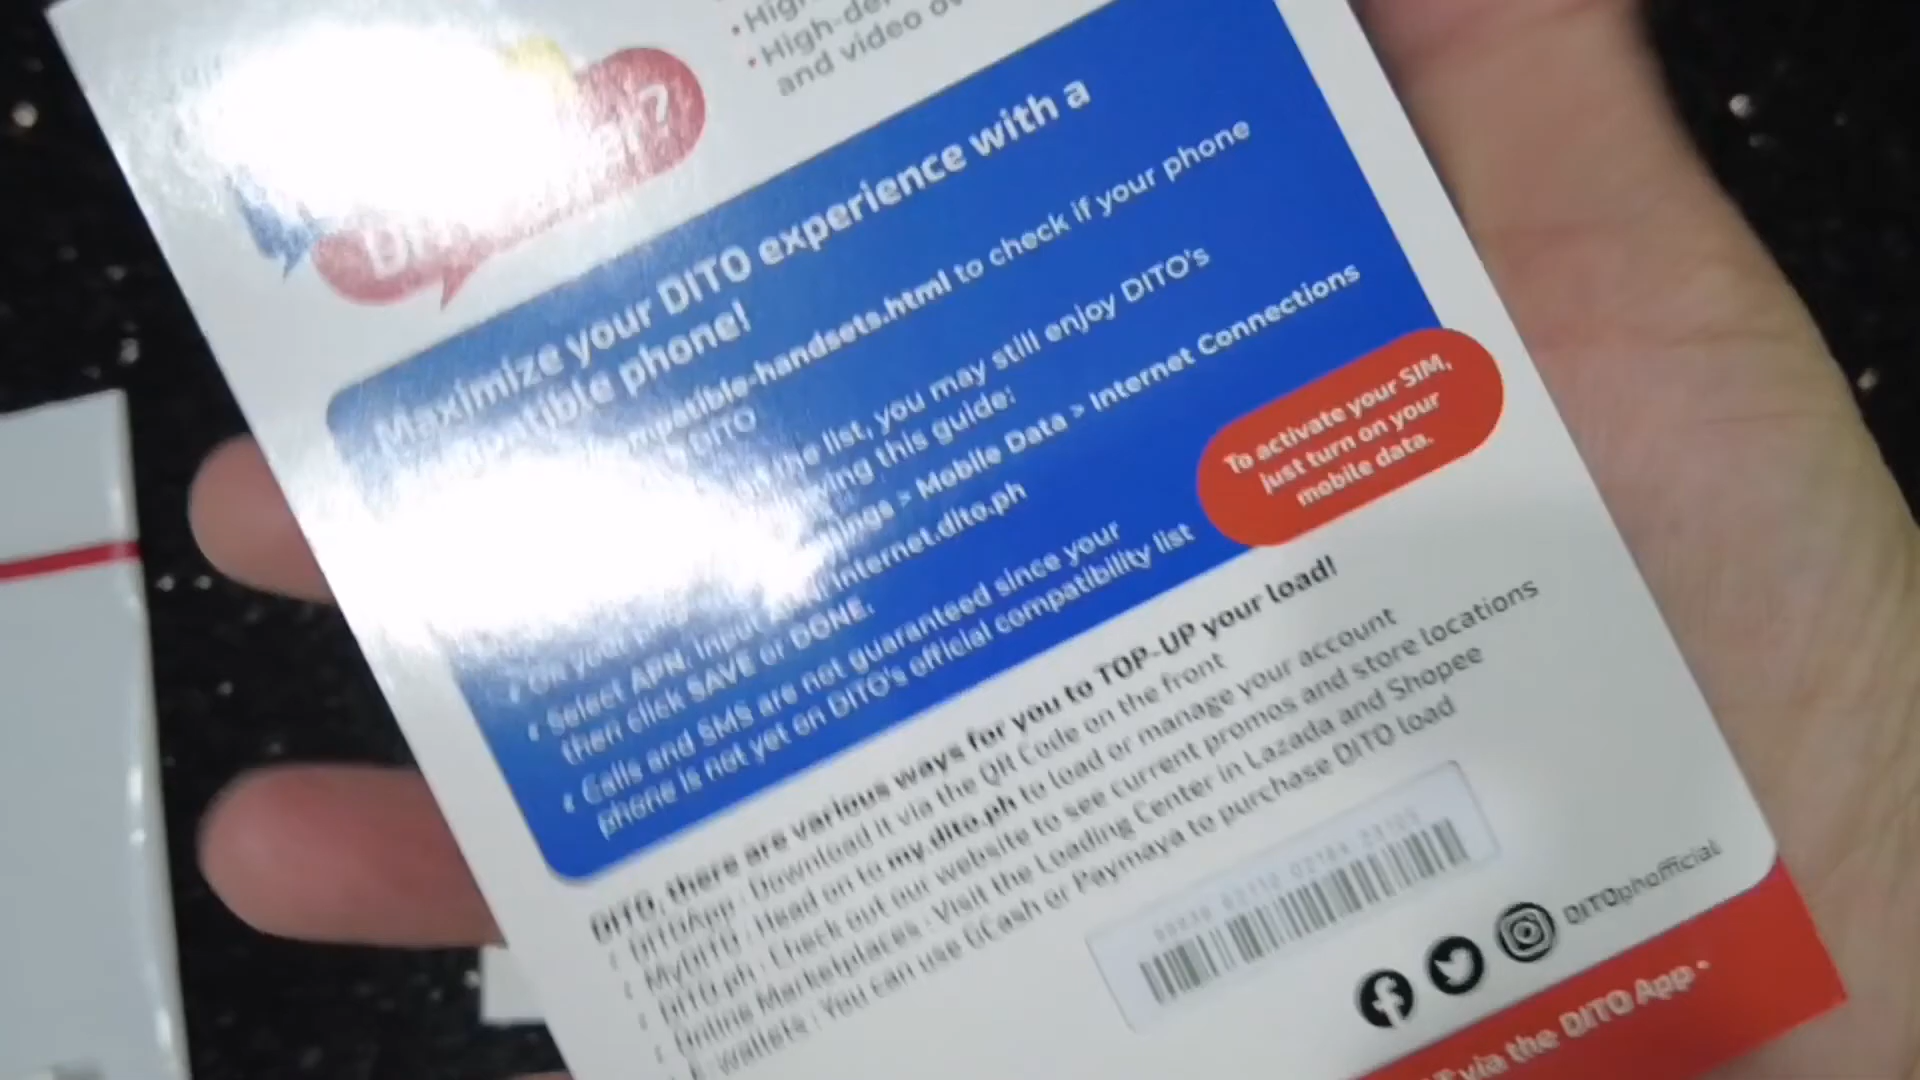 • High-de
and video o
Maximize your DITO experience with a
compatible phone!
compatible-handsets.html to check if your phone
DITO
the list, you may still enjoy DITO's
this guide:
> Mobile Data > Internet Connections
• On your
• Select APN. Input internet.dito.ph
then click SAVE or DONE.
• Calls and SMS are not guaranteed since your
phone is not yet on DITO's official compatibility list
To activate your SIM,
just turn on your
mobile data.
DITO, there are various ways for you to TOP-UP your load!
• DITOApp : Download it via the QR Code on the front
• MyDITO : Head on to my.dito.ph to load or manage your account
• DITO.ph : Check out our website to see current promos and store locations
• Online Marketplaces : Visit the Loading Center in Lazada and Shopee
• E-Wallets : You can use GCash or Paymaya to purchase DITO load
DITOphofficial
via the DITO App •